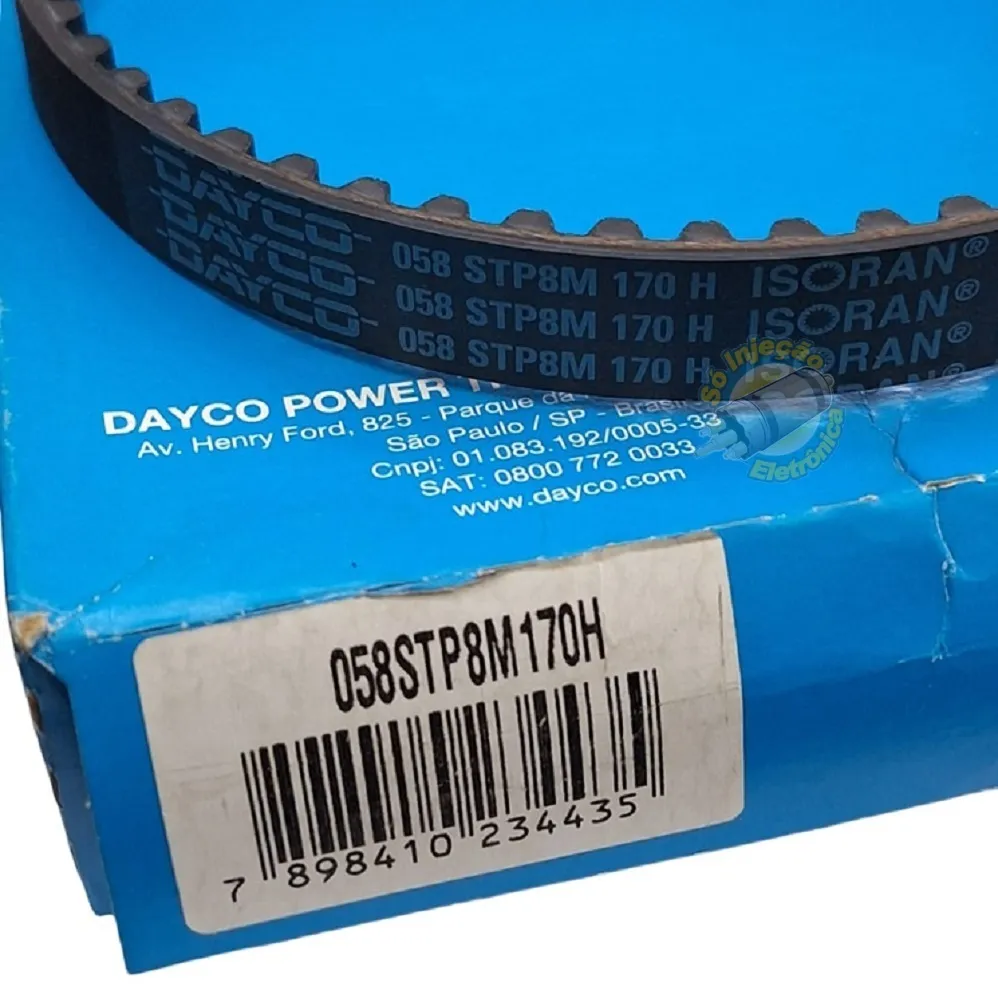 DAYCO 058 STP8M 170 H ISORAN®
DAYCO 058 STP8M 170 H ISORAN®
DAYCO 058 STP8M 170 H ISORAN®
Só Injeção
Eletrônica
DAYCO POWER
Av. Henry Ford, 825 - Parque da
São Paulo / SP - Brasil
Cnpj: 01.083.192/0005-33
SAT: 0800 772 0033
www.dayco.com
058STP8M170H
7 898410 234435